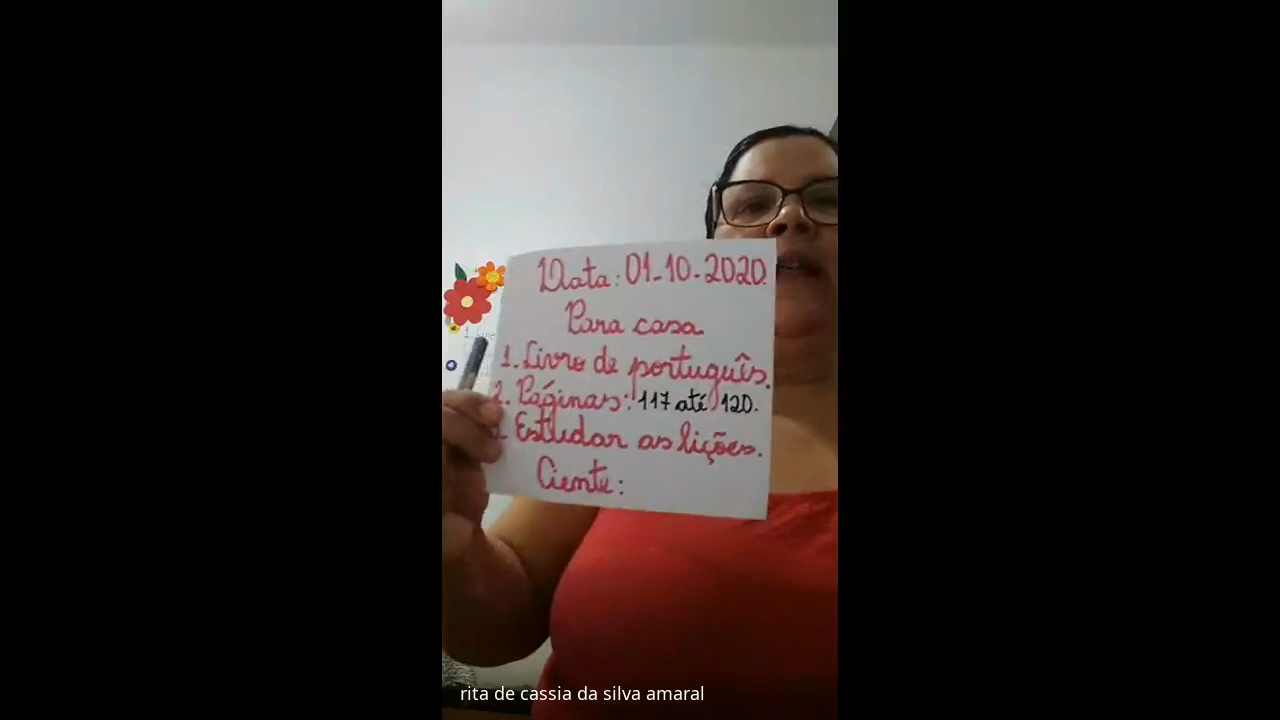 Data: 01-10-2020.
Para casa
1. Livro de português.
2. Páginas: 117 até 120.
Estudar as lições.
Ciente:
rita de cassia da silva amaral